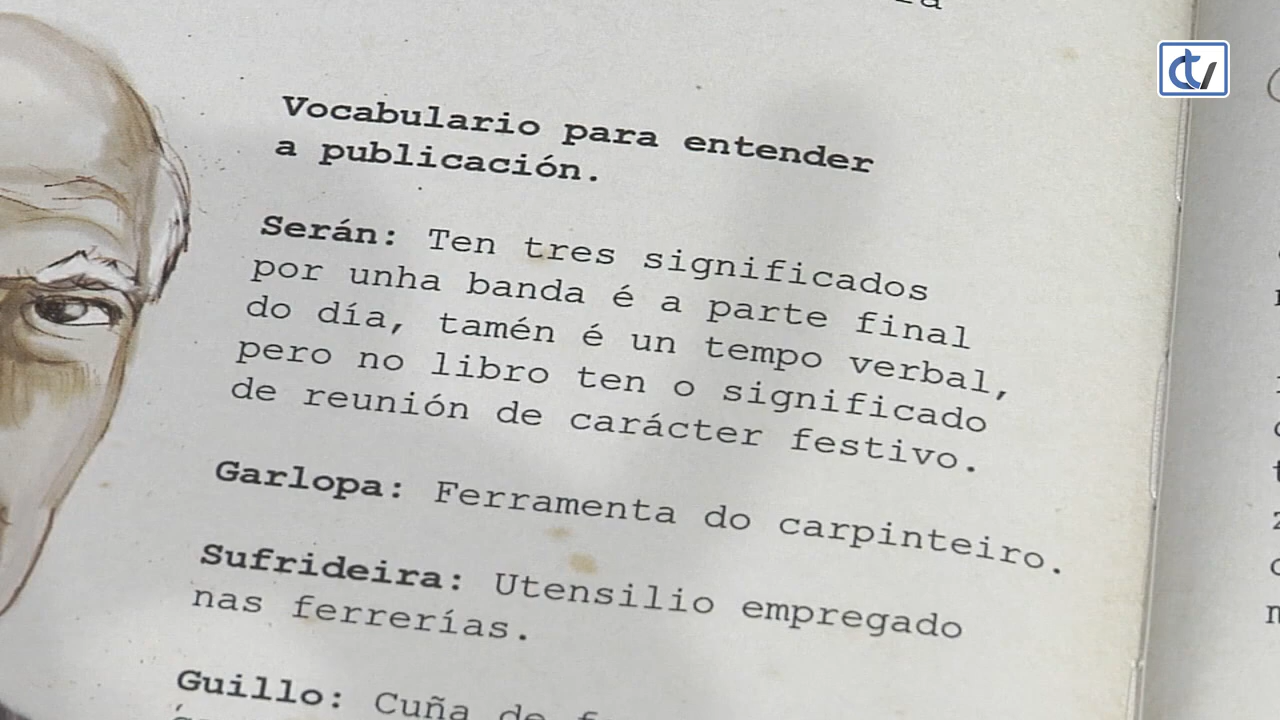 Vocabulario para entender
a publicación.
Serán: Ten tres significados
por unha banda é a parte final
do día, tamén é un tempo verbal,
pero no libro ten o significado
de reunión de carácter festivo.
Garlopa: Ferramenta do carpinteiro.
Sufrideira: Utensilio empregado
nas ferrerías.
Guillo: Cuña de